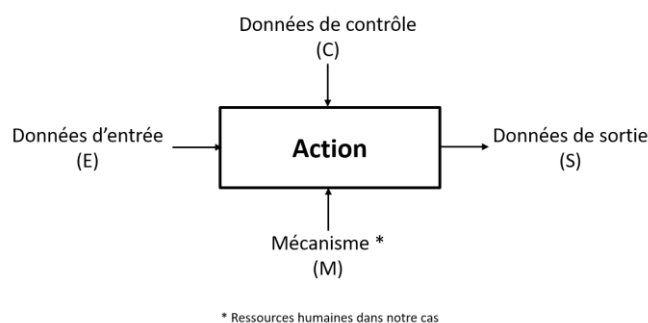 Données de contrôle
(C)
Données d'entrée
(E)
Action
Données de sortie
(S)
Mécanisme *
(M)
* Ressources humaines dans notre cas